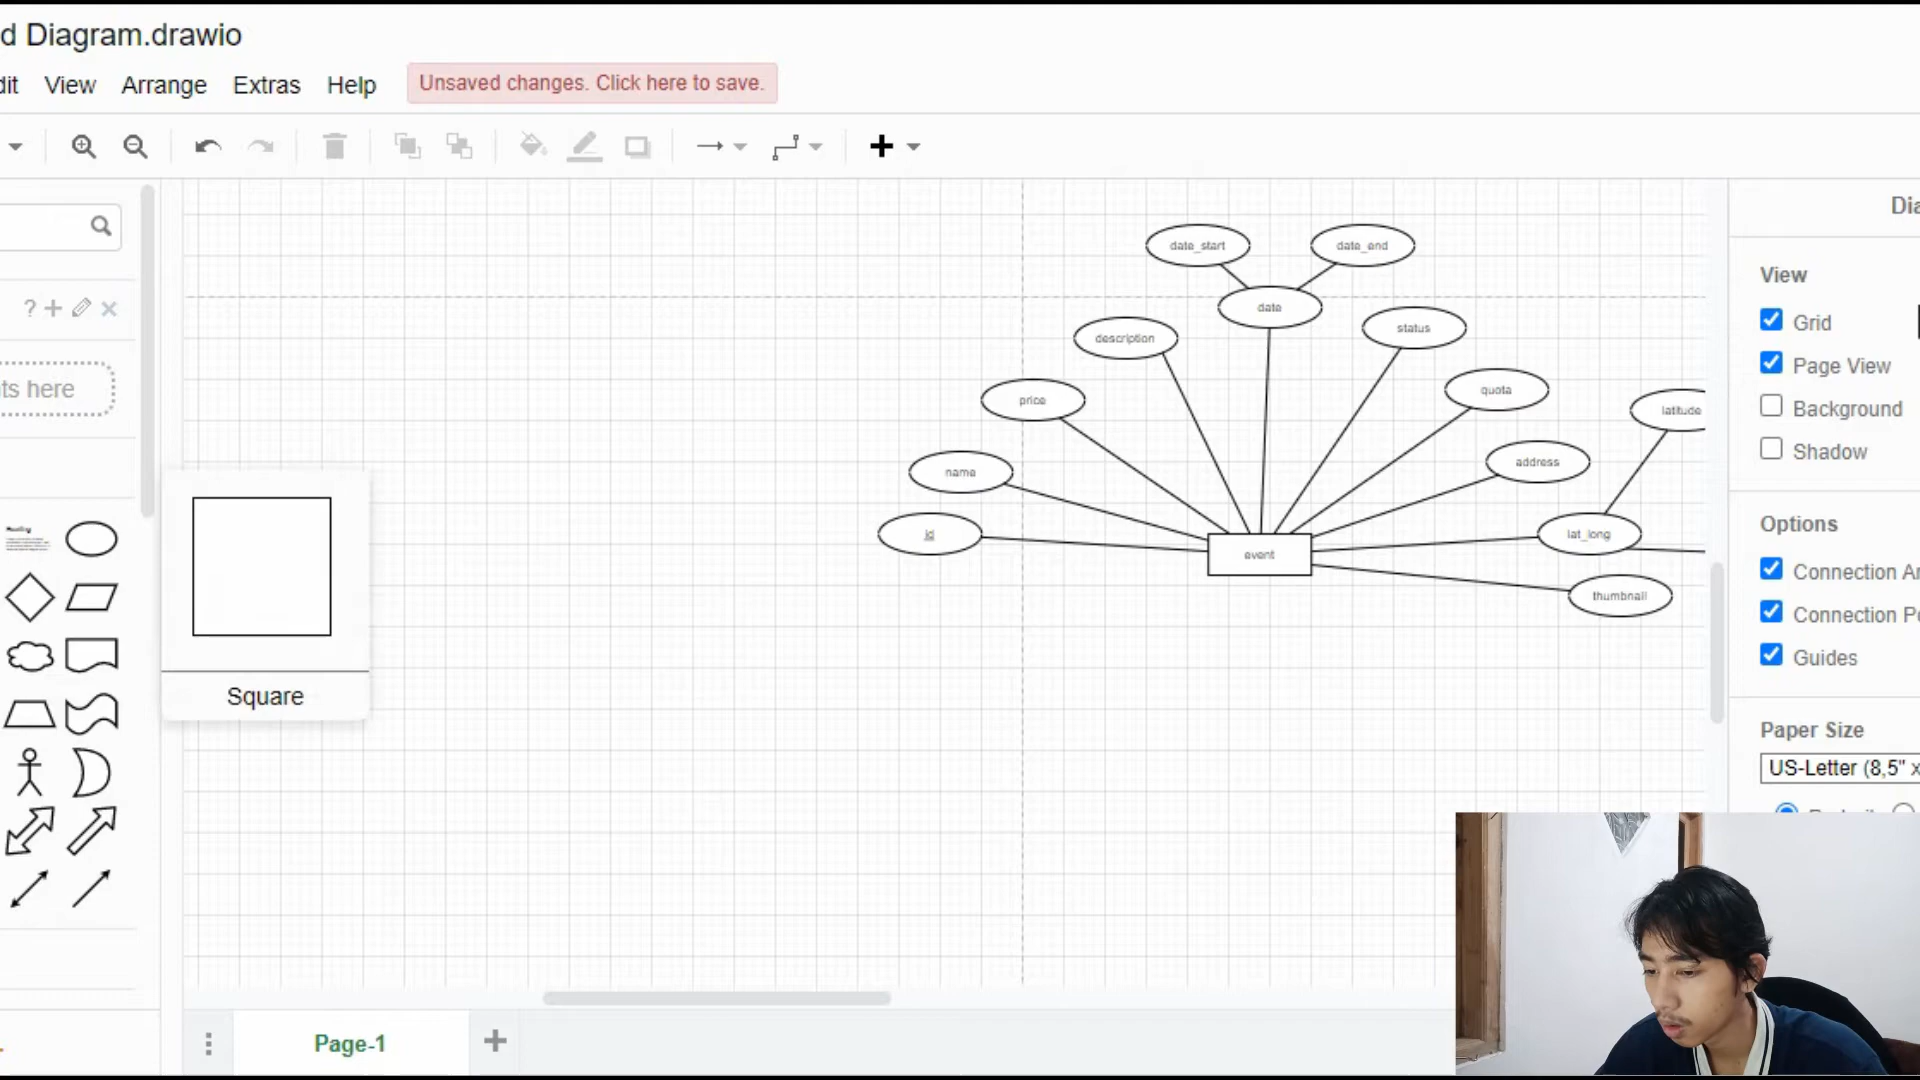 d Diagram.drawio
dit View Arrange Extras Help Unsaved changes. Click here to save.
Dia
ts here
Square
date_start
date_end
date
description
status
price
quota
latitude
name
address
id
event
lat_long
thumbnail
View
Grid
Page View
Background
Shadow
Options
Connection Ar
Connection Po
Guides
Paper Size
US-Letter (8,5" x
Page-1